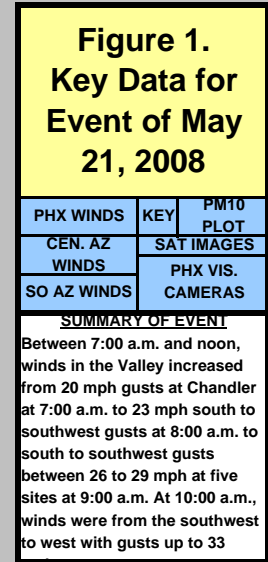 Figure 1.
Key Data for
Event of May
21, 2008
PHX WINDS
KEY
PM10
PLOT
CEN. AZ
WINDS
SAT IMAGES
SO AZ WINDS
PHX VIS.
CAMERAS
SUMMARY OF EVENT
Between 7:00 a.m. and noon,
winds in the Valley increased
from 20 mph gusts at Chandler
at 7:00 a.m. to 23 mph south to
southwest gusts at 8:00 a.m. to
south to southwest gusts
between 26 to 29 mph at five
sites at 9:00 a.m. At 10:00 a.m.,
winds were from the southwest
to west with gusts up to 33